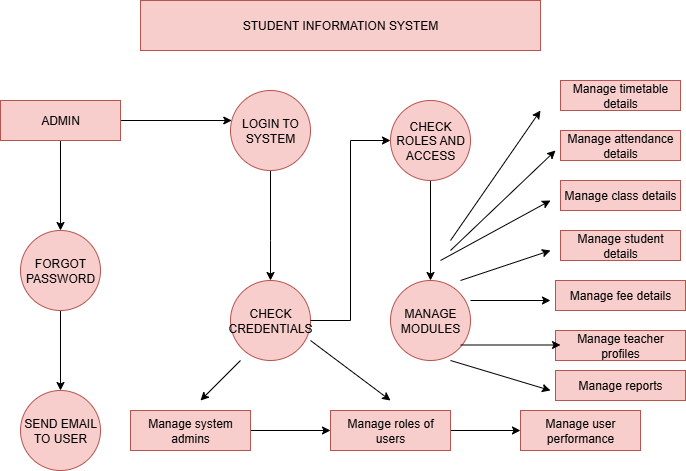 STUDENT INFORMATION SYSTEM
ADMIN
LOGIN TO
SYSTEM
CHECK
ROLES AND
ACCESS
Manage timetable
details
Manage attendance
details
Manage class details
Manage student
details
FORGOT
PASSWORD
CHECK
CREDENTIALS
MANAGE
MODULES
Manage fee details
Manage teacher
profiles
Manage reports
SEND EMAIL
TO USER
Manage system
admins
Manage roles of
users
Manage user
performance